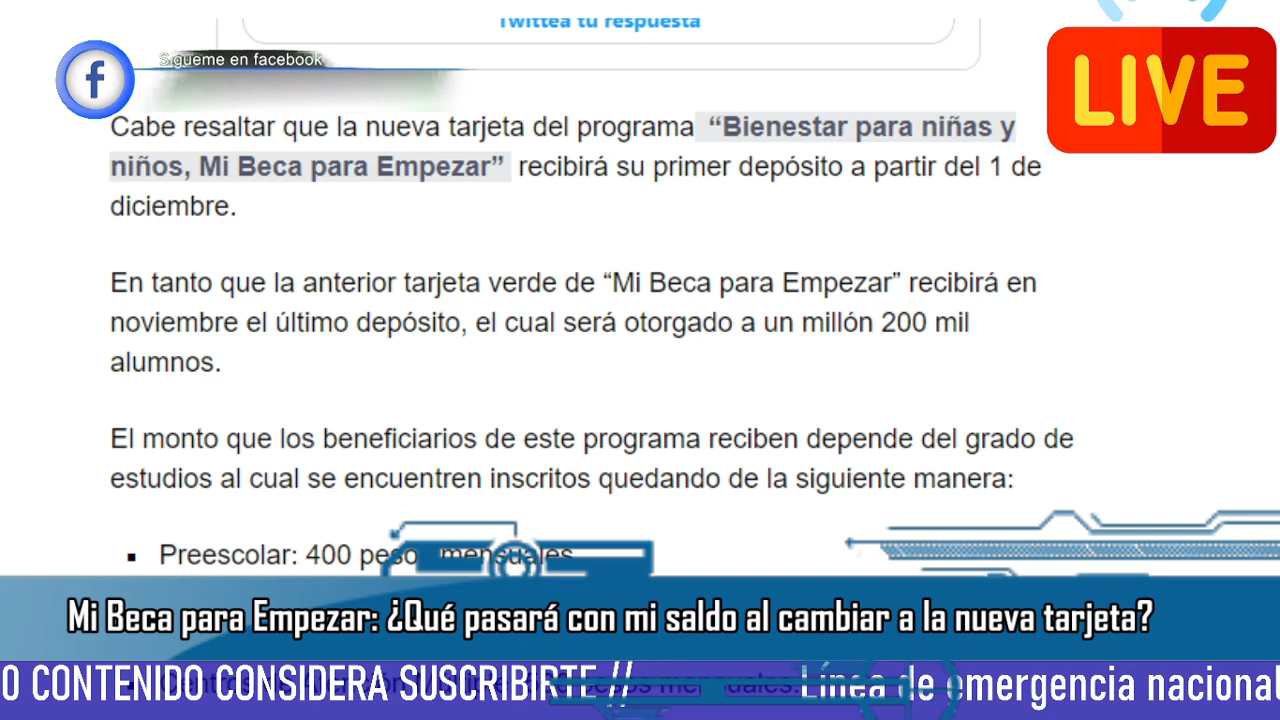 Twittea tu respuesta
Sigueme en facebook
LIVE
Cabe resaltar que la nueva tarjeta del programa “Bienestar para niñas y
niños, Mi Beca para Empezar” recibirá su primer depósito a partir del 1 de
diciembre.
En tanto que la anterior tarjeta verde de “Mi Beca para Empezar” recibirá en
noviembre el último depósito, el cual será otorgado a un millón 200 mil
alumnos.
El monto que los beneficiarios de este programa reciben depende del grado de
estudios al cual se encuentren inscritos quedando de la siguiente manera:
▪ Preescolar: 400 pesos mensuales
Mi Beca para Empezar: ¿Qué pasará con mi saldo al cambiar a la nueva tarjeta?
O CONTENIDO CONSIDERA SUSCRIBIRTE // Línea de emergencia nacional